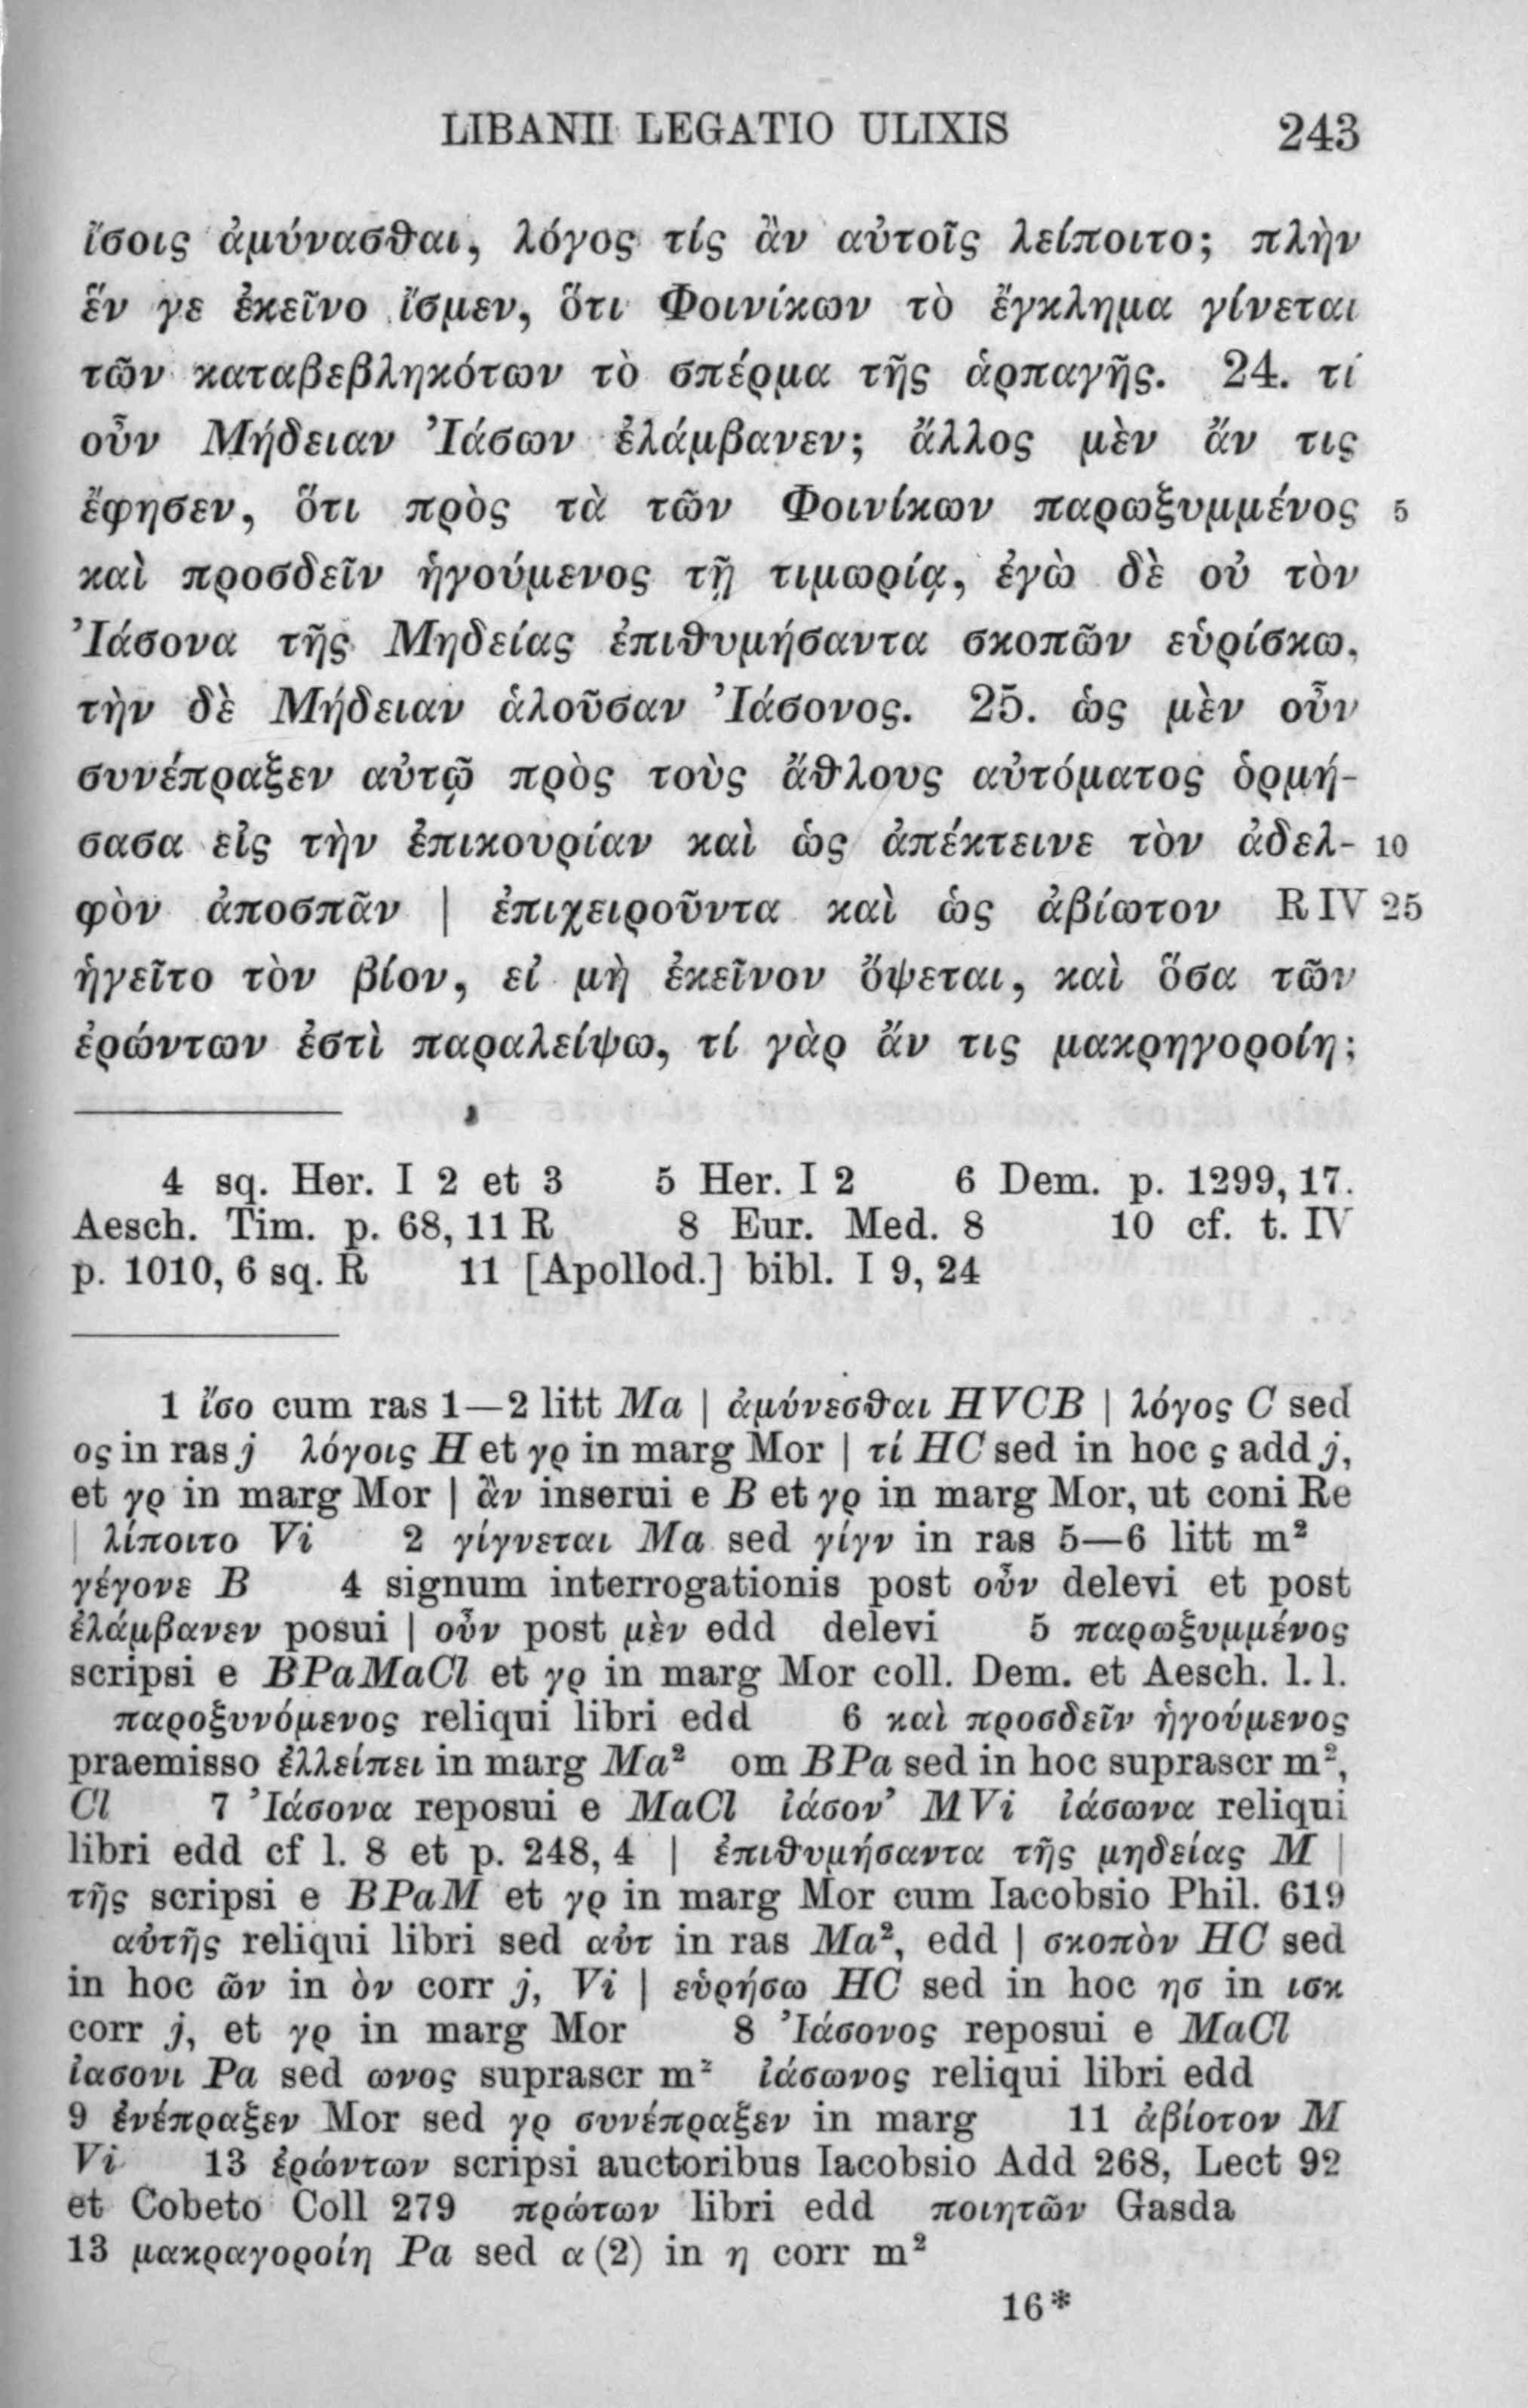 LIBANII LEGATIO ULIXIS 243
ἴσοις ἀμύνασθαι, λόγος τίς ἂν αὐτοῖς λείποιτο; πλὴν
ἕν γε ἐκεῖνο ἴσμεν, ὅτι Φοινίκων τὸ ἔγκλημα γίνεται
τῶν καταβεβληκότων τὸ σπέρμα τῆς ἁρπαγῆς. 24. τί
οὖν Μήδειαν Ἰάσων ἐλάμβανεν; ἄλλος μὲν ἄν τις
ἔφησεν, ὅτι πρὸς τὰ τῶν Φοινίκων παρωξυμμένος 5
καὶ προσδεῖν ἡγούμενος τῇ τιμωρίᾳ, ἐγὼ δὲ οὐ τὸν
Ἰάσονα τῆς Μηδείας ἐπιθυμήσαντα σκοπῶν εὑρίσκω,
τὴν δὲ Μήδειαν ἁλοῦσαν Ἰάσονος. 25. ὡς μὲν οὖν
συνέπραξεν αὐτῷ πρὸς τοὺς ἄθλους αὐτόματος ὁρμή-
σασα εἰς τὴν ἐπικουρίαν καὶ ὡς ἀπέκτεινε τὸν ἀδελ- 10
φὸν ἀποσπᾶν | ἐπιχειροῦντα καὶ ὡς ἀβίωτον R IV 25
ἡγεῖτο τὸν βίον, εἰ μὴ ἐκεῖνον ὄψεται, καὶ ὅσα τῶν
ἐρώντων ἐστὶ παραλείψω, τί γὰρ ἄν τις μακρηγοροίη;
4 sq. Her. I 2 et 3 5 Her. I 2 6 Dem. p. 1299, 17.
Aesch. Tim. p. 68, 11 R 8 Eur. Med. 8 10 cf. t. IV
p. 1010, 6 sq. R 11 [Apollod.] bibl. I 9, 24
1 ἴσο cum ras 1—2 litt Ma | ἀμύνεσθαι HVCB | λόγος C sed
ος in ras j λόγοις H et γρ in marg Mor | τί HC sed in hoc ς add j,
et γρ in marg Mor | ἂν inserui e B et γρ in marg Mor, ut coni Re
| λίποιτο Vi 2 γίγνεται Ma sed γίγν in ras 5—6 litt m²
γέγονε B 4 signum interrogationis post οὖν delevi et post
ἐλάμβανεν posui | οὖν post μὲν edd delevi 5 παρωξυμμένος
scripsi e BPaMaCl et γρ in marg Mor coll. Dem. et Aesch. l. l.
παροξυνόμενος reliqui libri edd 6 καὶ προσδεῖν ἡγούμενος
praemisso ἐλλείπει in marg Ma² om BPa sed in hoc suprascr m²,
Cl 7 Ἰάσονα reposui e MaCl ἰάσον’ MVi ἰάσωνα reliqui
libri edd cf l. 8 et p. 248, 4 | ἐπιθυμήσαντα τῆς μηδείας M |
τῆς scripsi e BPaM et γρ in marg Mor cum Iacobsio Phil. 619
αὐτῆς reliqui libri sed αὐτ in ras Ma², edd | σκοπὸν HC sed
in hoc ῶν in ὸν corr j, Vi | εὑρήσω HC sed in hoc ησ in ισκ
corr j, et γρ in marg Mor 8 Ἰάσονος reposui e MaCl
ἰασονι Pa sed ωνος suprascr m² ἰάσωνος reliqui libri edd
9 ἐνέπραξεν Mor sed γρ συνέπραξεν in marg 11 ἀβίοτον M
Vi 13 ἐρώντων scripsi auctoribus Iacobsio Add 268, Lect 92
et Cobeto Coll 279 πρώτων libri edd ποιητῶν Gasda
13 μακραγοροίη Pa sed α (2) in η corr m²
16*